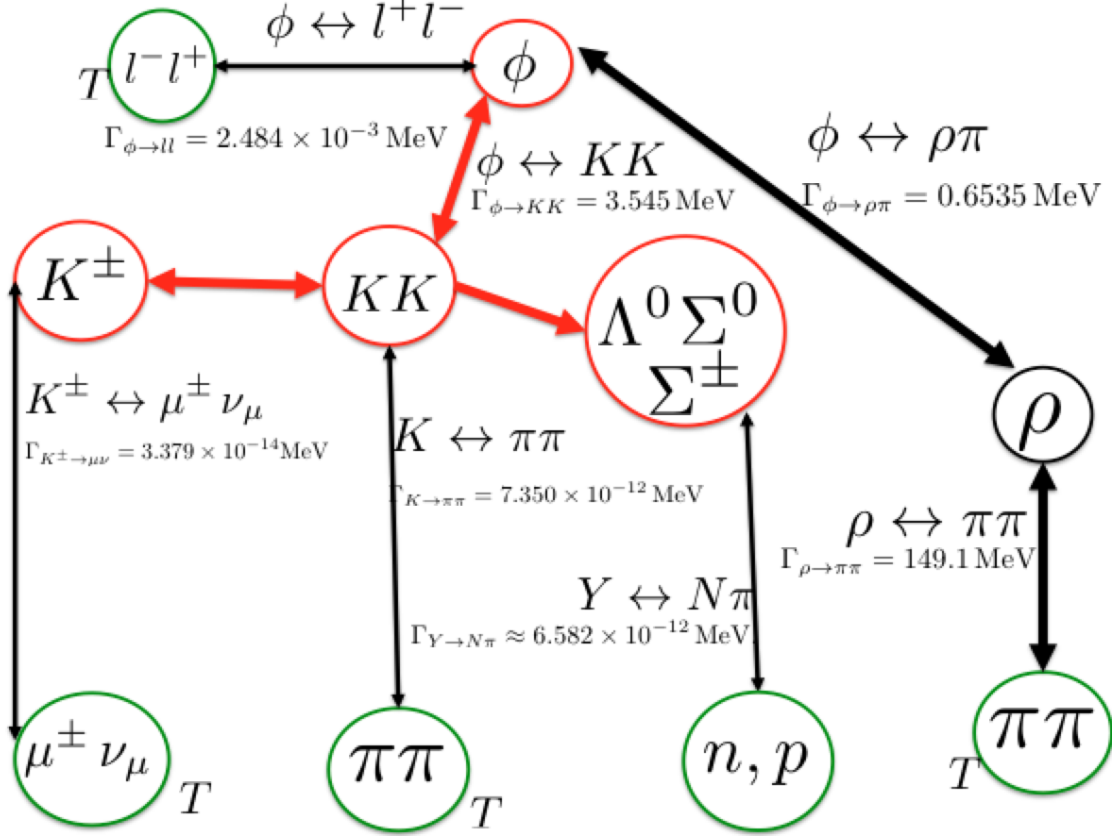 ϕ ↔ l⁺l⁻
l⁻l⁺
T
ϕ
Γ_{ϕ→ll} = 2.484 × 10⁻³ MeV
ϕ ↔ KK
Γ_{ϕ→KK} = 3.545 MeV
ϕ ↔ ρπ
Γ_{ϕ→ρπ} = 0.6535 MeV
K^±
KK
Λ⁰ Σ⁰
Σ^±
ρ
K^± ↔ μ^± ν_μ
Γ_{K^±→μν} = 3.379 × 10⁻¹⁴MeV
K ↔ ππ
Γ_{K→ππ} = 7.350 × 10⁻¹² MeV
ρ ↔ ππ
Γ_{ρ→ππ} = 149.1 MeV
Y ↔ Nπ
Γ_{Y→Nπ} ≈ 6.582 × 10⁻¹² MeV
μ^± ν_μ
T
ππ
T
n, p
ππ
T